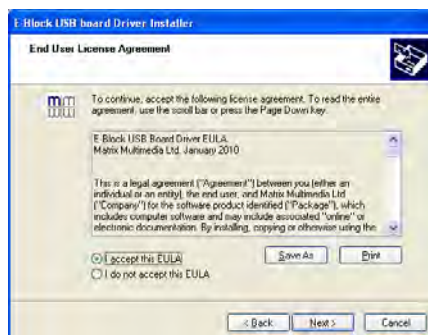 E-Block USB board Driver Installer
End User License Agreement
To continue, accept the following license agreement. To read the entire
agreement, use the scroll bar or press the Page Down key.
E-Block USB Board Driver EULA
Matrix Multimedia Ltd. January 2010
This is a legal agreement ("Agreement") between you (either an
individual or an entity), the end user, and Matrix Multimedia Ltd
("Company") for the software product identified ("Package"), which
includes computer software and may include associated "online" or
electronic documentation. By installing, copying or otherwise using the
I accept this EULA
Save As
Print
I do not accept this EULA
< Back
Next >
Cancel